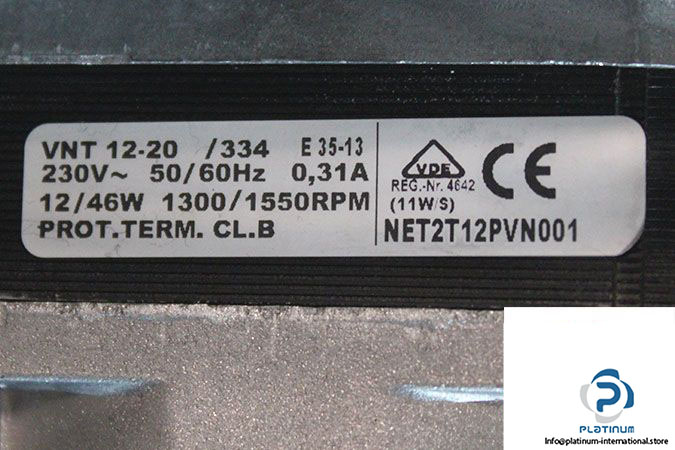 VNT 12-20 /334 E 35-13
230V~ 50/60Hz 0,31A
12/46W 1300/1550RPM
PROT.TERM. CL.B
VDE
REG.-Nr. 4642
(11W/S)
CE
NET2T12PVN001
PLATINUM
info@platinum-international.store